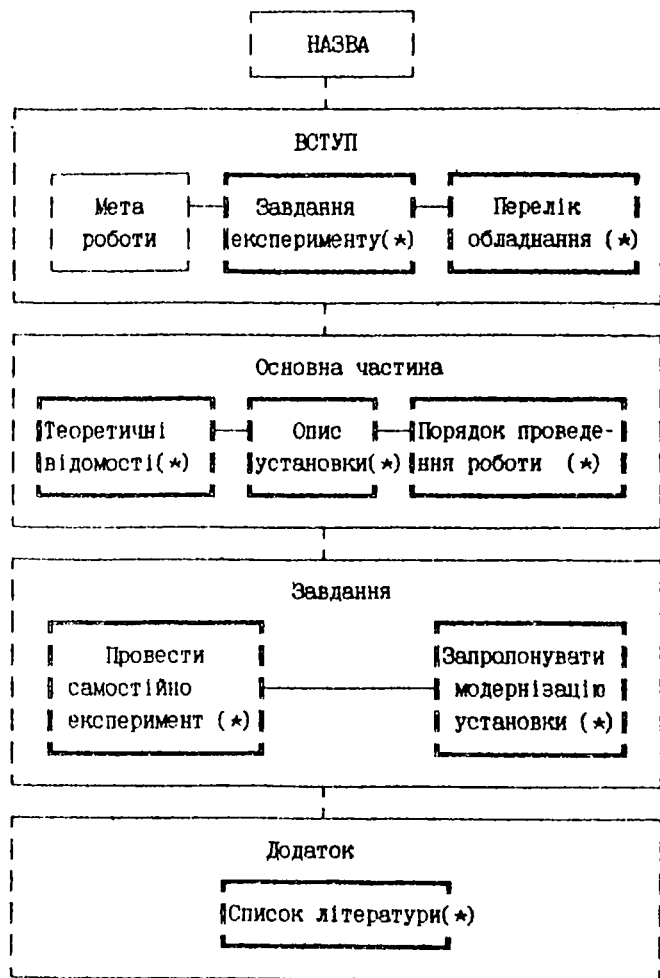 НАЗВА
ВСТУП
Мета
роботи
Завдання
експерименту(*)
Перелік
обладнання (*)
Основна частина
Теоретичні
відомості(*)
Опис
установки(*)
Порядок проведе-
ння роботи (*)
Завдання
Провести
самостійно
експеримент (*)
Запропонувати
модернізацію
установки (*)
Додаток
Список літератури(*)